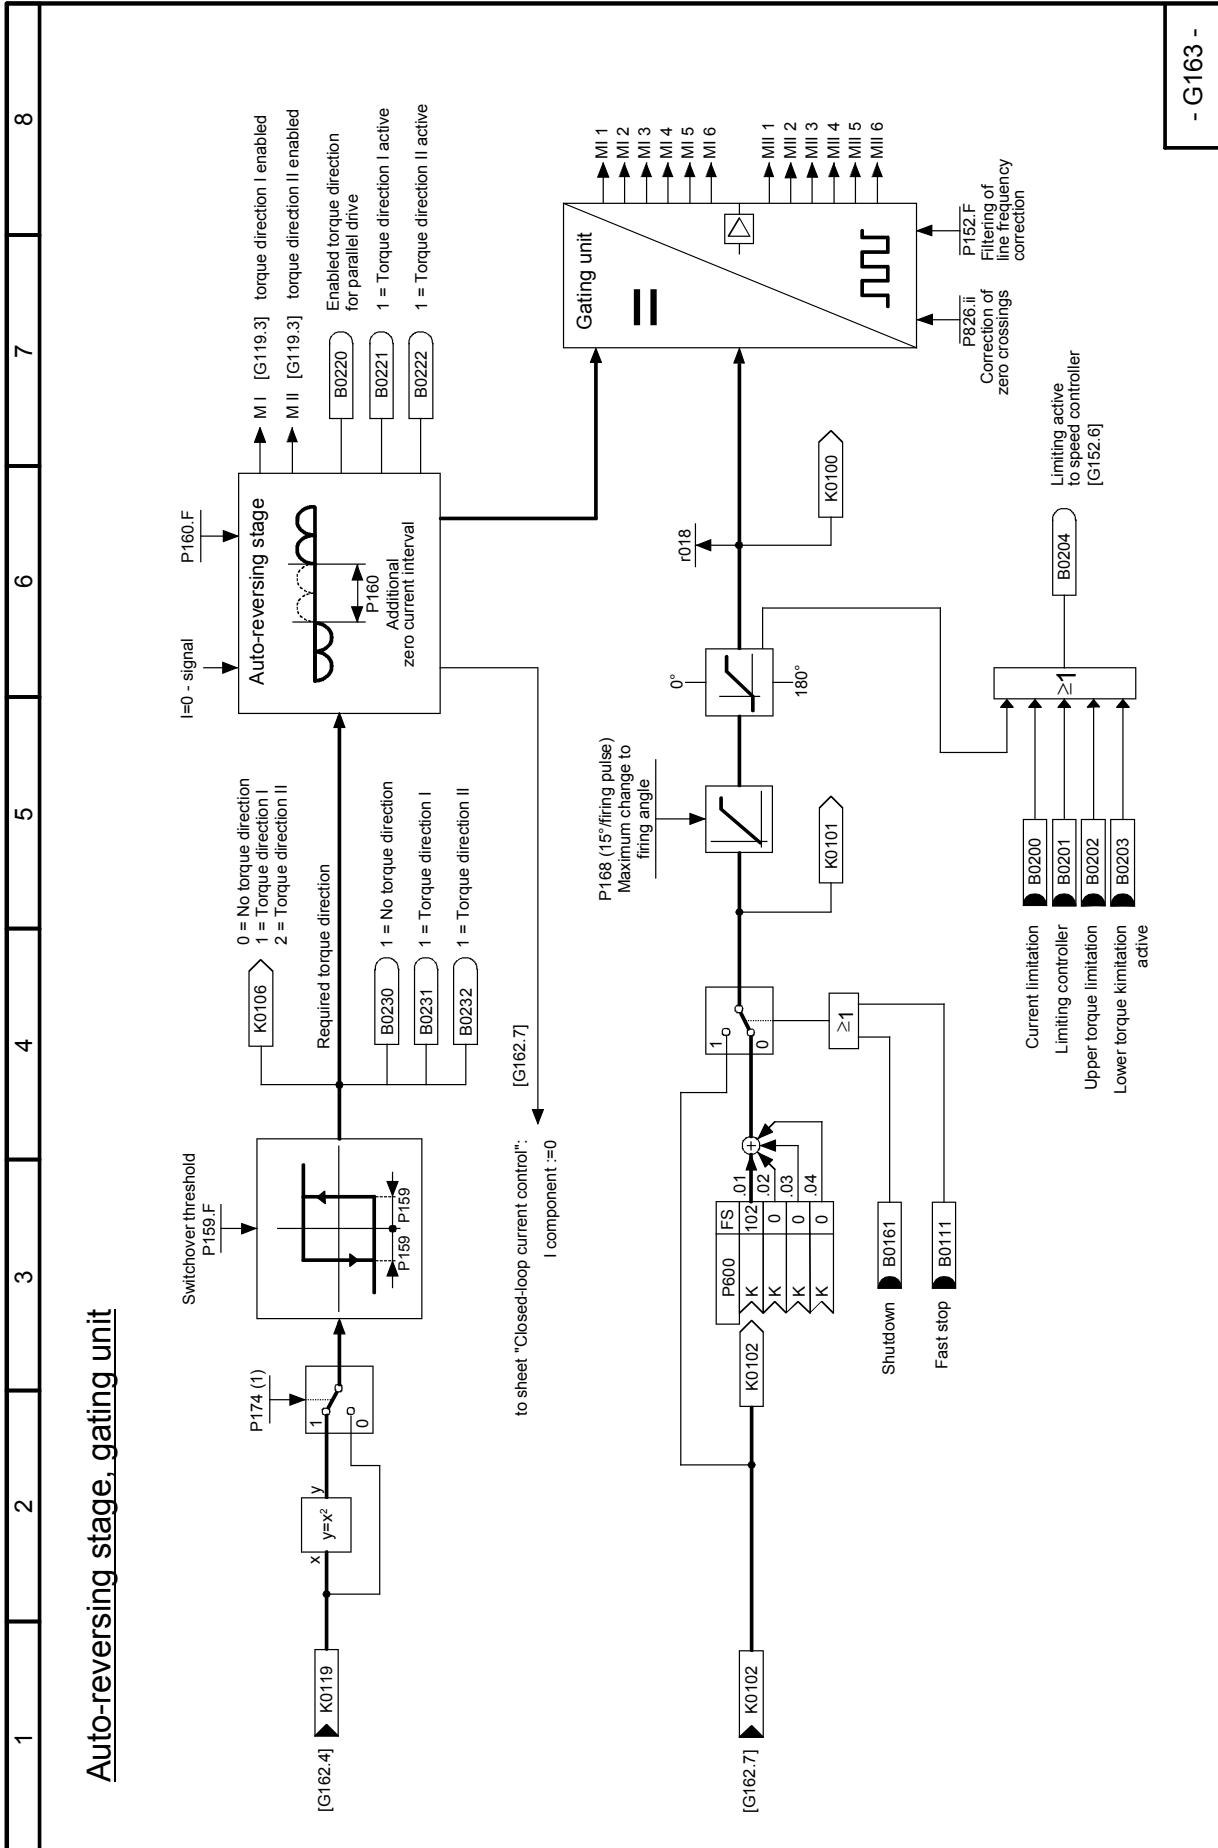 1
2
3
4
5
6
7
8
Auto-reversing stage, gating unit
[G162.4]
K0119
x
y=x²
y
P174 (1)
1
0
Switchover threshold
P159.F
P159
P159
K0106
0 = No torque direction
1 = Torque direction I
2 = Torque direction II
Required torque direction
B0230
1 = No torque direction
B0231
1 = Torque direction I
B0232
1 = Torque direction II
I=0 - signal
P160.F
Auto-reversing stage
P160
Additional
zero current interval
M I [G119.3] torque direction I enabled
M II [G119.3] torque direction II enabled
B0220
Enabled torque direction
for parallel drive
B0221
1 = Torque direction I active
B0222
1 = Torque direction II active
to sheet "Closed-loop current control":
[G162.7]
I component :=0
[G162.7]
K0102
K0102
P600
FS
K
102
.01
K
0
.02
K
0
.03
K
0
.04
+
1
0
≥1
Shutdown
B0161
Fast stop
B0111
K0101
P168 (15°/firing pulse)
Maximum change to
firing angle
0°
180°
r018
K0100
Gating unit
MI 1
MI 2
MI 3
MI 4
MI 5
MI 6
MII 1
MII 2
MII 3
MII 4
MII 5
MII 6
P826.ii
Correction of
zero crossings
P152.F
Filtering of
line frequency
correction
Current limitation
B0200
Limiting controller
B0201
Upper torque limitation
B0202
Lower torque kimitation
active
B0203
≥1
B0204
Limiting active
to speed controller
[G152.6]
- G163 -